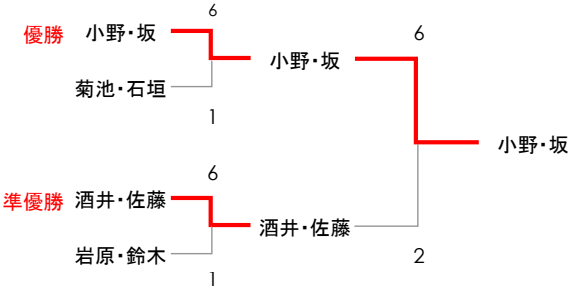 6
優勝 小野・坂
小野・坂
6
菊池・石垣
1
小野・坂
6
準優勝 酒井・佐藤
酒井・佐藤
岩原・鈴木
2
1